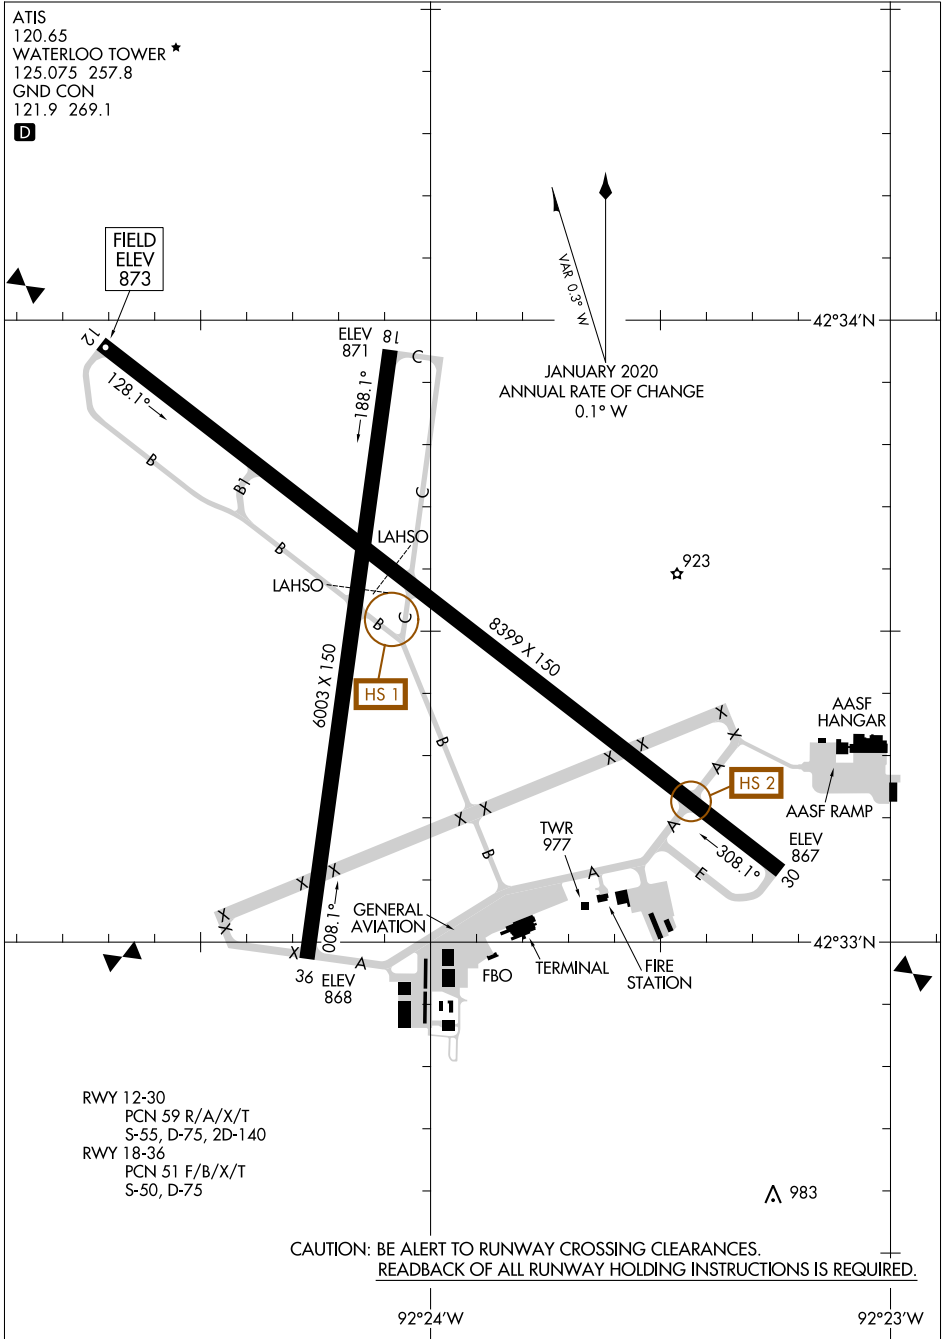 ATIS
120.65
WATERLOO TOWER ★
125.075 257.8
GND CON
121.9 269.1
D
FIELD
ELEV
873
VAR 0.3° W
42°34'N
JANUARY 2020
ANNUAL RATE OF CHANGE
0.1° W
12
128.1°
ELEV
871
18
188.1°
C
C
C
B
B1
B
B
B
B
LAHSO
LAHSO
HS 1
923
8399 X 150
6003 X 150
X
X
X
X
X
X
X
X
X
X
X
AASF
HANGAR
AASF RAMP
A
HS 2
A
308.1°
ELEV
867
30
E
TWR
977
A
GENERAL
AVIATION
008.1°
36
ELEV
868
A
FBO
TERMINAL
FIRE
STATION
42°33'N
RWY 12-30
PCN 59 R/A/X/T
S-55, D-75, 2D-140
RWY 18-36
PCN 51 F/B/X/T
S-50, D-75
983
CAUTION: BE ALERT TO RUNWAY CROSSING CLEARANCES.
READBACK OF ALL RUNWAY HOLDING INSTRUCTIONS IS REQUIRED.
92°24'W
92°23'W